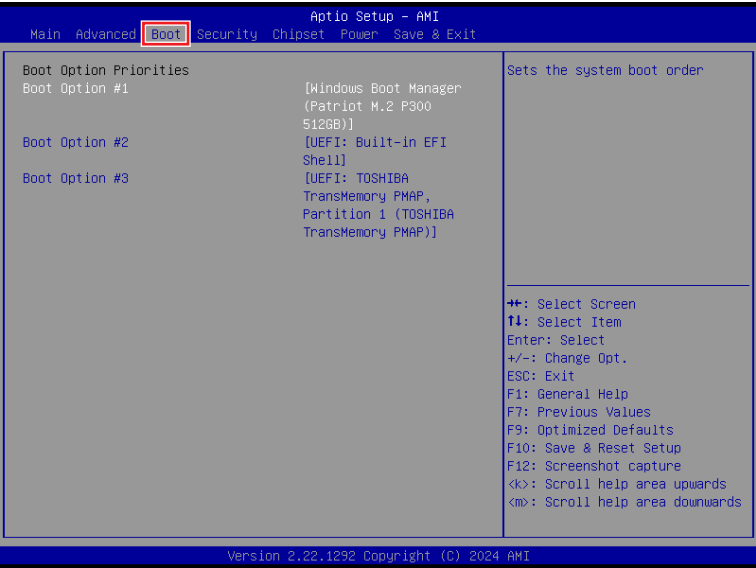 Aptio Setup – AMI
Main Advanced Boot Security Chipset Power Save & Exit
Boot Option Priorities
Boot Option #1 [Windows Boot Manager
(Patriot M.2 P300
512GB)]
Boot Option #2 [UEFI: Built-in EFI
Shell]
Boot Option #3 [UEFI: TOSHIBA
TransMemory PMAP,
Partition 1 (TOSHIBA
TransMemory PMAP)]
Sets the system boot order
→←: Select Screen
↑↓: Select Item
Enter: Select
+/-: Change Opt.
ESC: Exit
F1: General Help
F7: Previous Values
F9: Optimized Defaults
F10: Save & Reset Setup
F12: Screenshot capture
<k>: Scroll help area upwards
<m>: Scroll help area downwards
Version 2.22.1292 Copyright (C) 2024 AMI